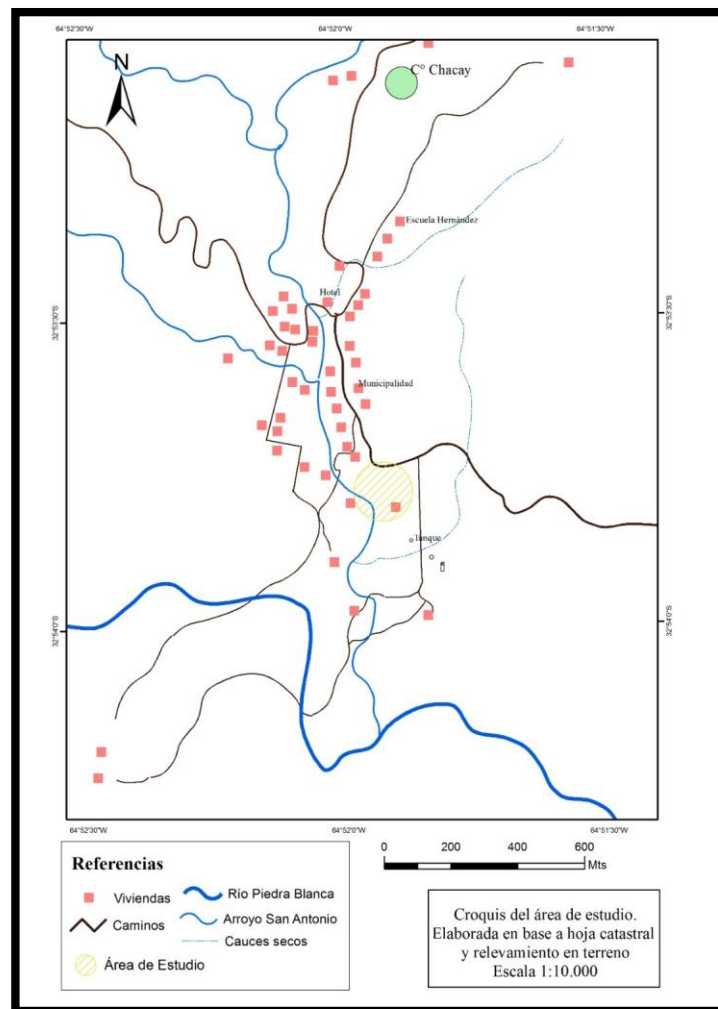 64°52'30"W 64°52'0"W 64°51'30"W
N
C° Chacay
Escuela Hernández
Hotel
32°53'30"S 32°53'30"S
Municipalidad
Tanque
32°54'0"S 32°54'0"S
64°52'30"W 64°52'0"W 64°51'30"W
Referencias
Viviendas
Río Piedra Blanca
Caminos
Arroyo San Antonio
Cauces secos
Área de Estudio
0 200 400 600
Mts
Croquis del área de estudio.
Elaborada en base a hoja catastral
y relevamiento en terreno
Escala 1:10.000